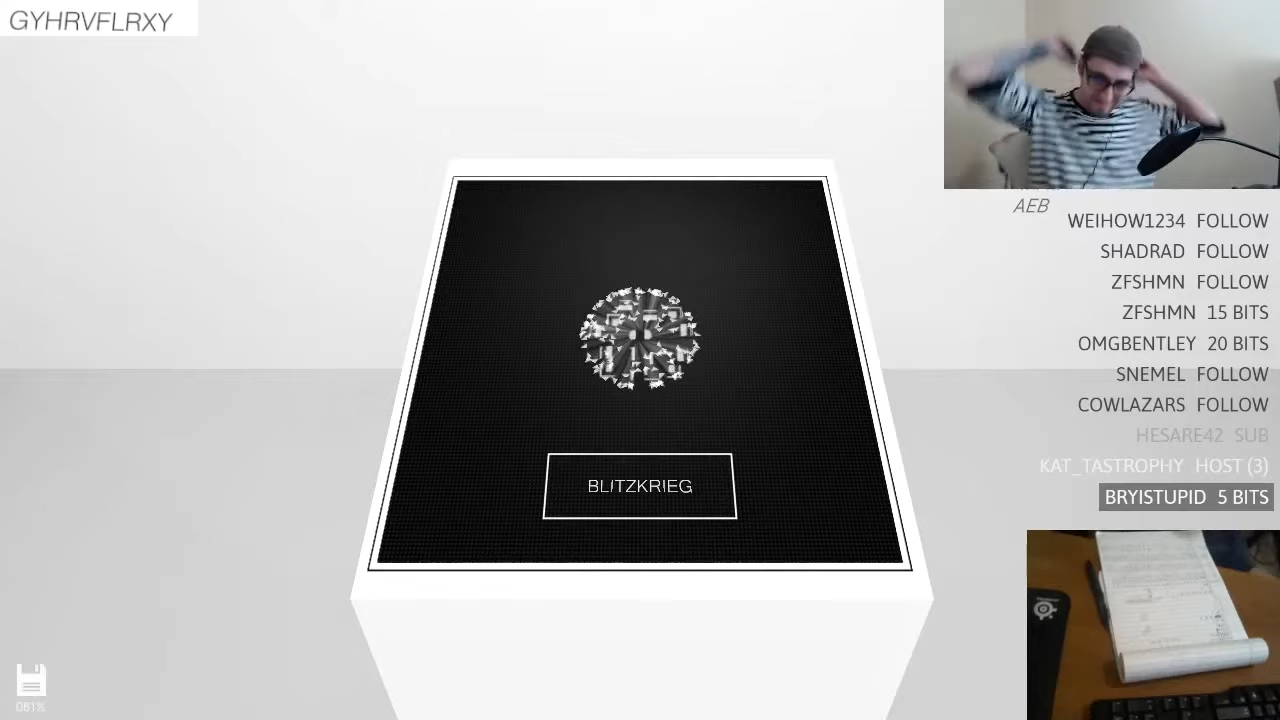 GYHRVFLRXY
AEB
WEIHOW1234 FOLLOW
SHADRAD FOLLOW
ZFSHMN FOLLOW
ZFSHMN 15 BITS
OMGBENTLEY 20 BITS
SNEMEL FOLLOW
COWLAZARS FOLLOW
HESARE42 SUB
KAT_TASTROPHY HOST (3)
BRYISTUPID 5 BITS
BLITZKRIEG
061%